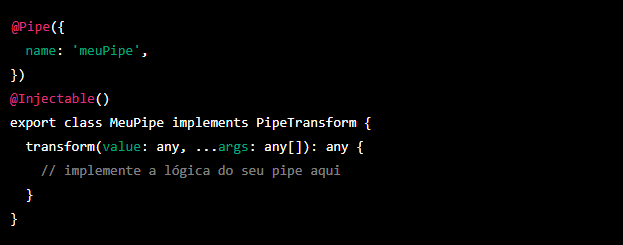 @Pipe({
  name: 'meuPipe',
})
@Injectable()
export class MeuPipe implements PipeTransform {
  transform(value: any, ...args: any[]): any {
    // implemente a lógica do seu pipe aqui
  }
}